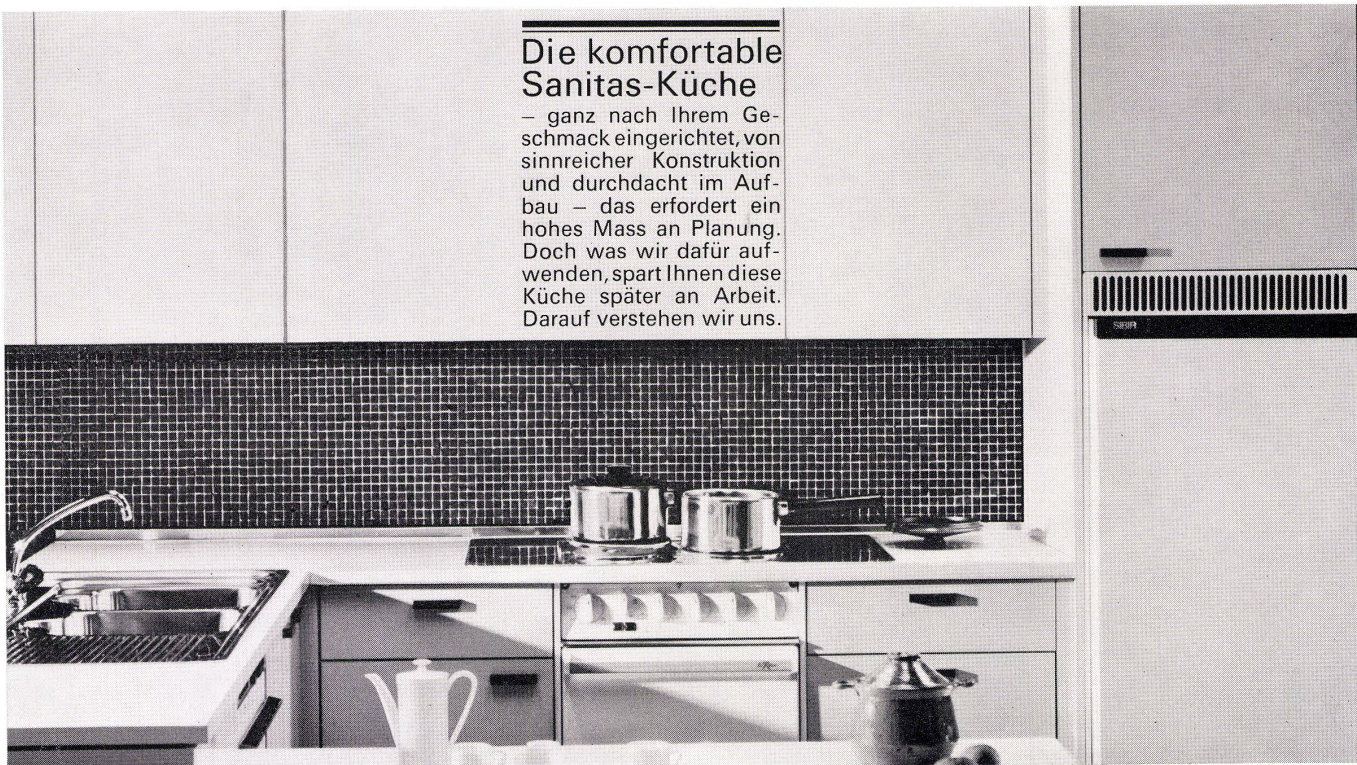 Die komfortable
Sanitas-Küche
– ganz nach Ihrem Ge-
schmack eingerichtet, von
sinnreicher Konstruktion
und durchdacht im Auf-
bau – das erfordert ein
hohes Mass an Planung.
Doch was wir dafür auf-
wenden, spart Ihnen diese
Küche später an Arbeit.
Darauf verstehen wir uns.
SIBIR